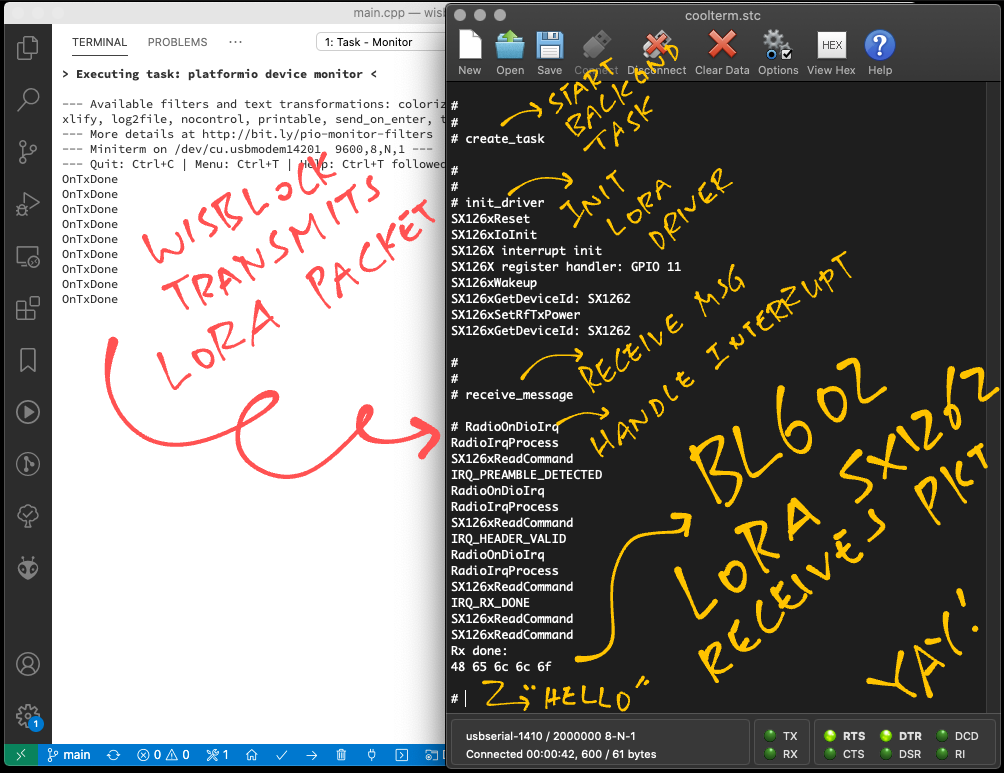 main.cpp — wisb
TERMINAL PROBLEMS ···
1: Task - Monitor
> Executing task: platformio device monitor <
--- Available filters and text transformations: coloriz
xlify, log2file, nocontrol, printable, send_on_enter, t
--- More details at http://bit.ly/pio-monitor-filters
--- Miniterm on /dev/cu.usbmodem14201 9600,8,N,1 ---
--- Quit: Ctrl+C | Menu: Ctrl+T | Help: Ctrl+T followed
OnTxDone
OnTxDone
OnTxDone
OnTxDone
OnTxDone
OnTxDone
OnTxDone
OnTxDone
OnTxDone
WISBLOCK
TRANSMITS
LORA PACKET
1
main
0 0
1
coolterm.stc
New Open Save Connect Disconnect Clear Data Options View Hex Help
HEX
?
#
#
# create_task
START
BACKGND
TASK
#
#
# init_driver
INIT
LORA
DRIVER
SX126xReset
SX126xIoInit
SX126X interrupt init
SX126X register handler: GPIO 11
SX126xWakeup
SX126xGetDeviceId: SX1262
SX126xSetRfTxPower
SX126xGetDeviceId: SX1262
#
#
# receive_message
RECEIVE MSG
HANDLE INTERRUPT
# RadioOnDioIrq
RadioIrqProcess
SX126xReadCommand
IRQ_PREAMBLE_DETECTED
RadioOnDioIrq
RadioIrqProcess
SX126xReadCommand
IRQ_HEADER_VALID
RadioOnDioIrq
RadioIrqProcess
SX126xReadCommand
IRQ_RX_DONE
SX126xReadCommand
SX126xReadCommand
Rx done:
48 65 6c 6c 6f
BL602
LORA SX1262
RECEIVES PKT
YAY!
#
"HELLO"
usbserial-1410 / 2000000 8-N-1
Connected 00:00:42, 600 / 61 bytes
TX RTS DTR DCD
RX CTS DSR RI